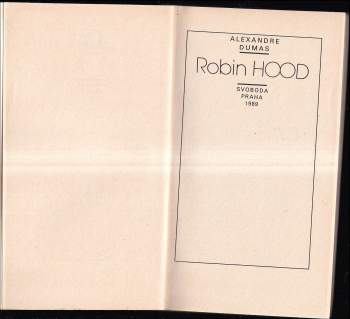 ALEXANDRE
DUMAS
Robin HOOD
SVOBODA
PRAHA
1989